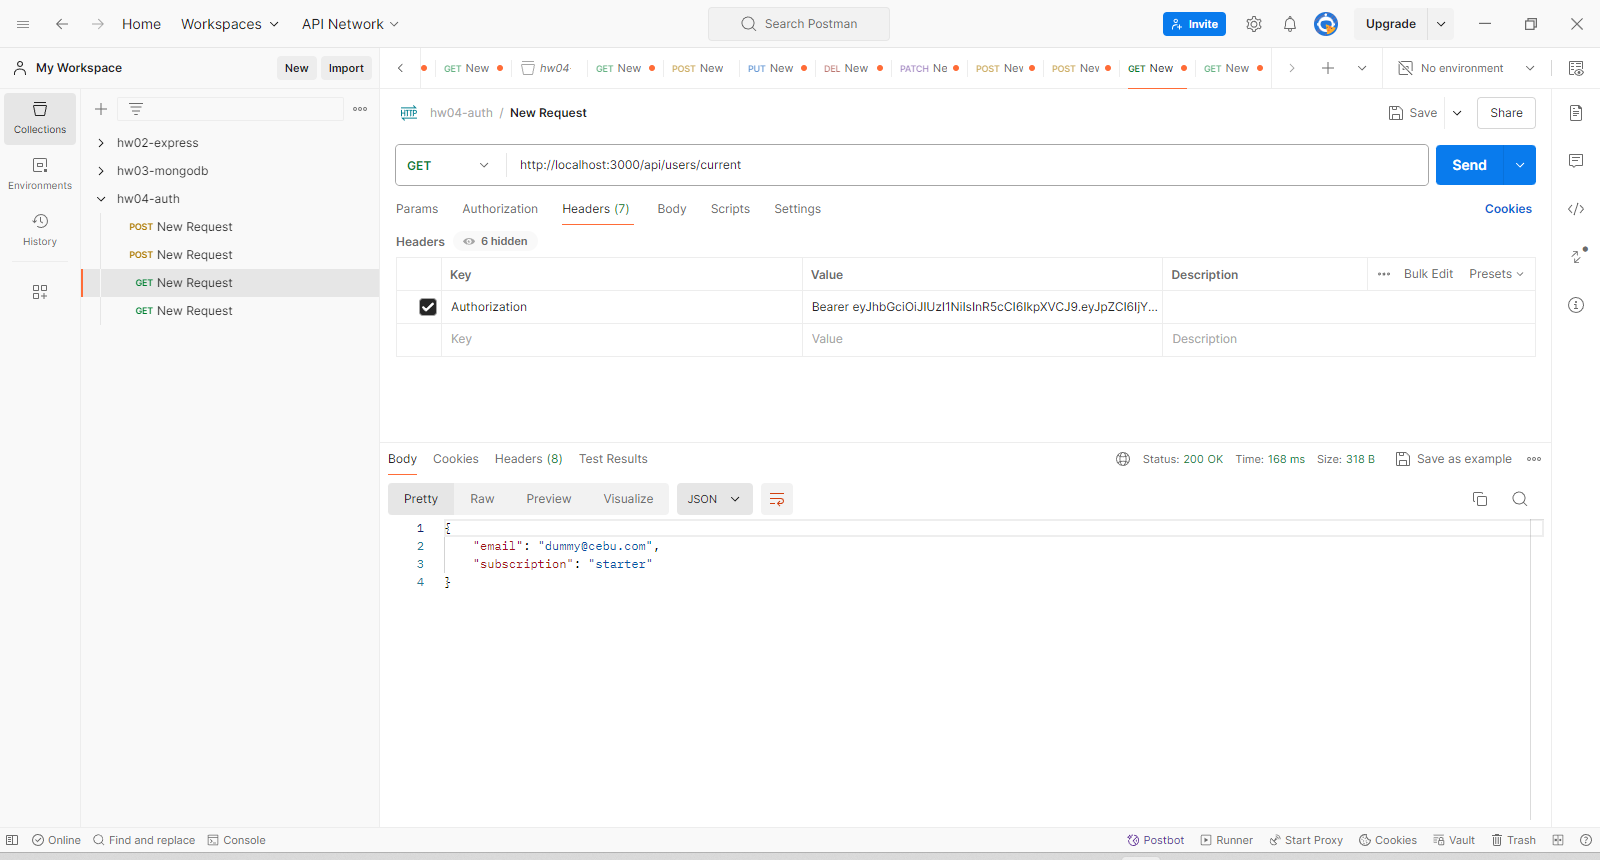 Home Workspaces API Network Search Postman Invite Upgrade
My Workspace New Import GET New hw04- GET New POST New PUT New DEL New PATCH Ne POST Nev POST Nev GET New GET New No environment
Collections
Environments
History
hw02-express
hw03-mongodb
hw04-auth
POST New Request
POST New Request
GET New Request
GET New Request
HTTP hw04-auth / New Request Save Share
GET http://localhost:3000/api/users/current Send
Params Authorization Headers (7) Body Scripts Settings Cookies
Headers 6 hidden
Key Value Description Bulk Edit Presets
Authorization Bearer eyJhbGciOiJIUzI1NiIsInR5cCI6IkpXVCJ9.eyJpZCI6IjY...
Key Value Description
Body Cookies Headers (8) Test Results Status: 200 OK Time: 168 ms Size: 318 B Save as example
Pretty Raw Preview Visualize JSON
1 {
2 "email": "dummy@cebu.com",
3 "subscription": "starter"
4 }
Online Find and replace Console Postbot Runner Start Proxy Cookies Vault Trash